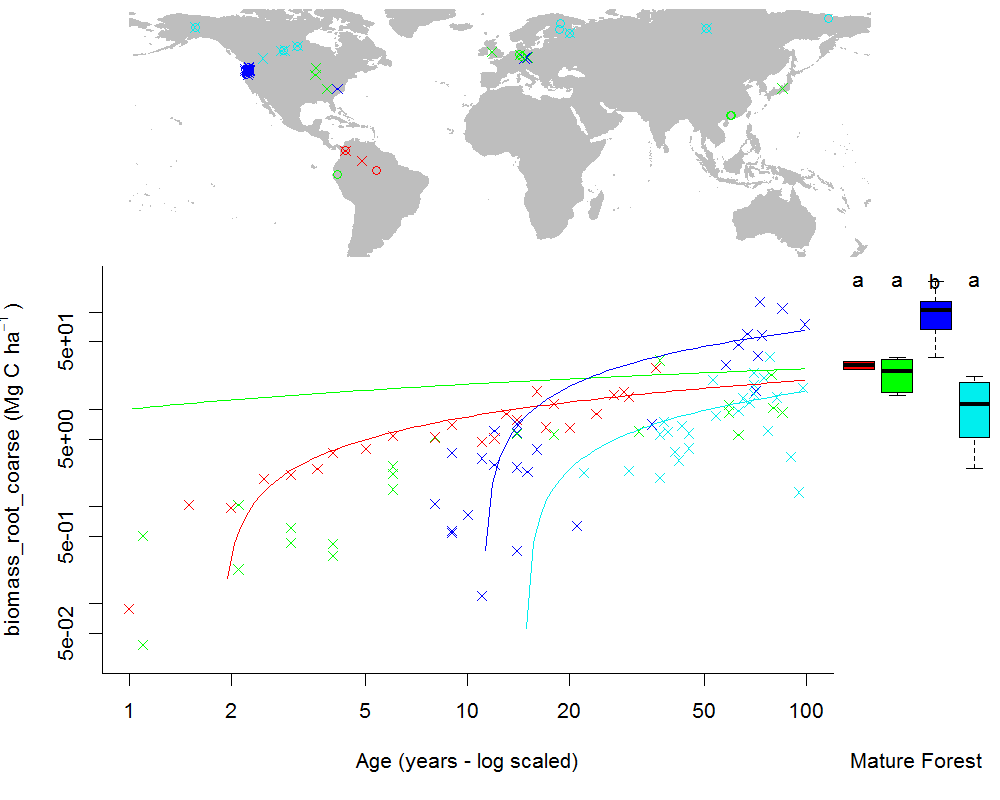 a a b a
biomass_root_coarse (Mg C ha⁻¹)
5e+01
5e+00
5e-01
5e-02
1 2 5 10 20 50 100
Age (years - log scaled)
Mature Forest